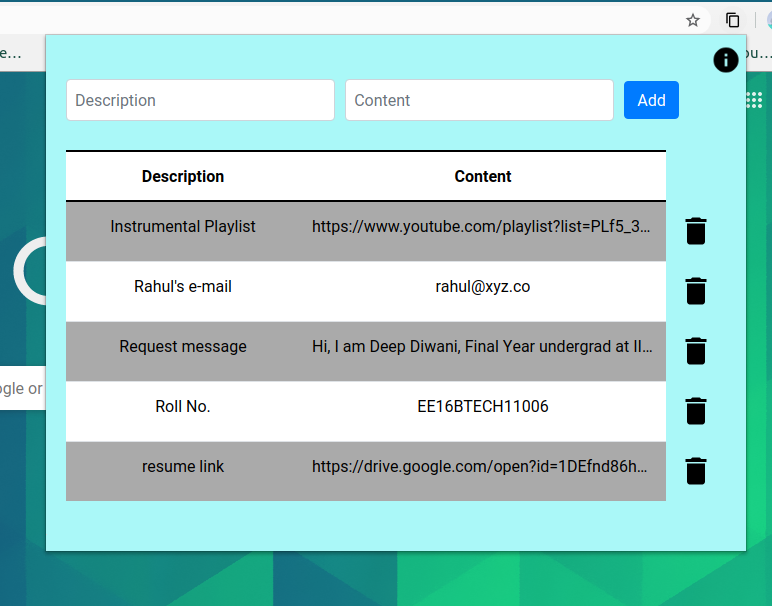 e...
ou...
Description Content Add
Description Content
Instrumental Playlist https://www.youtube.com/playlist?list=PLf5_3...
Rahul's e-mail rahul@xyz.co
Request message Hi, I am Deep Diwani, Final Year undergrad at II...
ogle or
Roll No. EE16BTECH11006
resume link https://drive.google.com/open?id=1DEfnd86h...